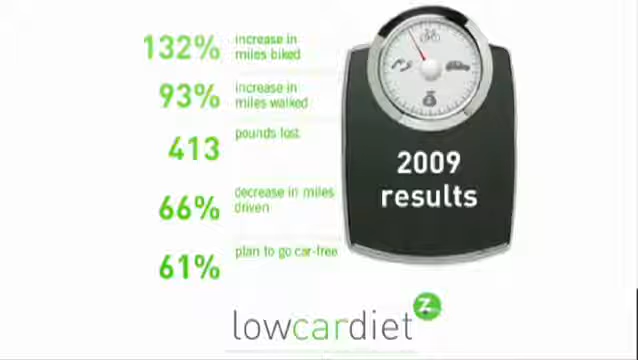 132%
increase in
miles biked
93%
increase in
miles walked
413
pounds lost
66%
decrease in miles
driven
61%
plan to go car-free
2009
results
lowcardiet
Z